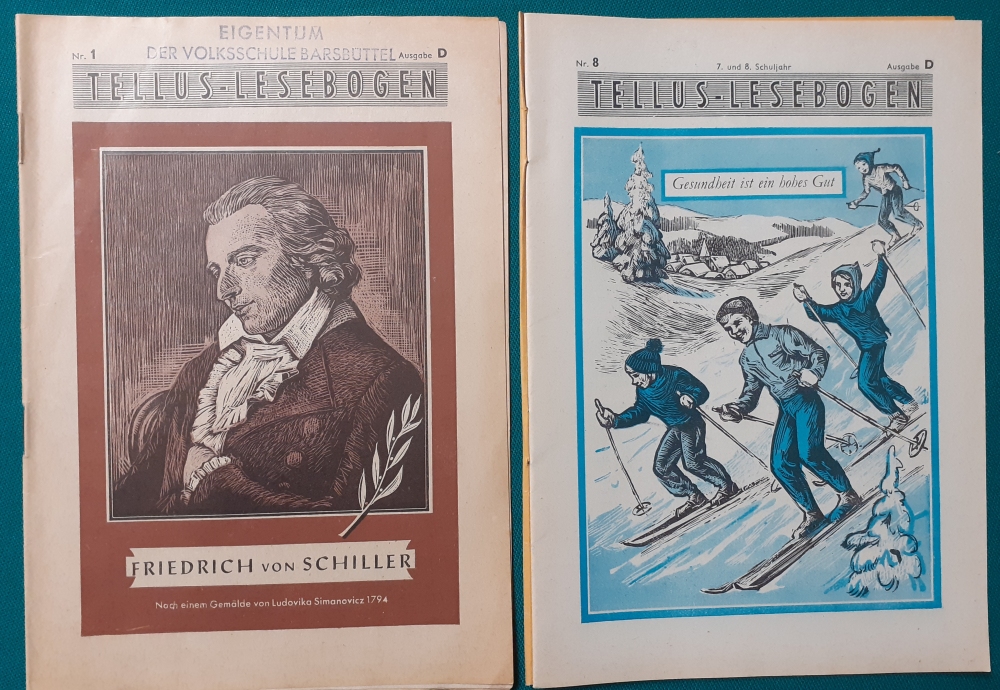 EIGENTUM
DER VOLKSSCHULE BARSBÜTTEL
Nr. 1 Ausgabe D
TELLUS-LESEBOGEN
FRIEDRICH VON SCHILLER
Nach einem Gemälde von Ludovika Simanovicz 1794
Nr. 8 7. und 8. Schuljahr Ausgabe D
TELLUS-LESEBOGEN
Gesundheit ist ein hohes Gut